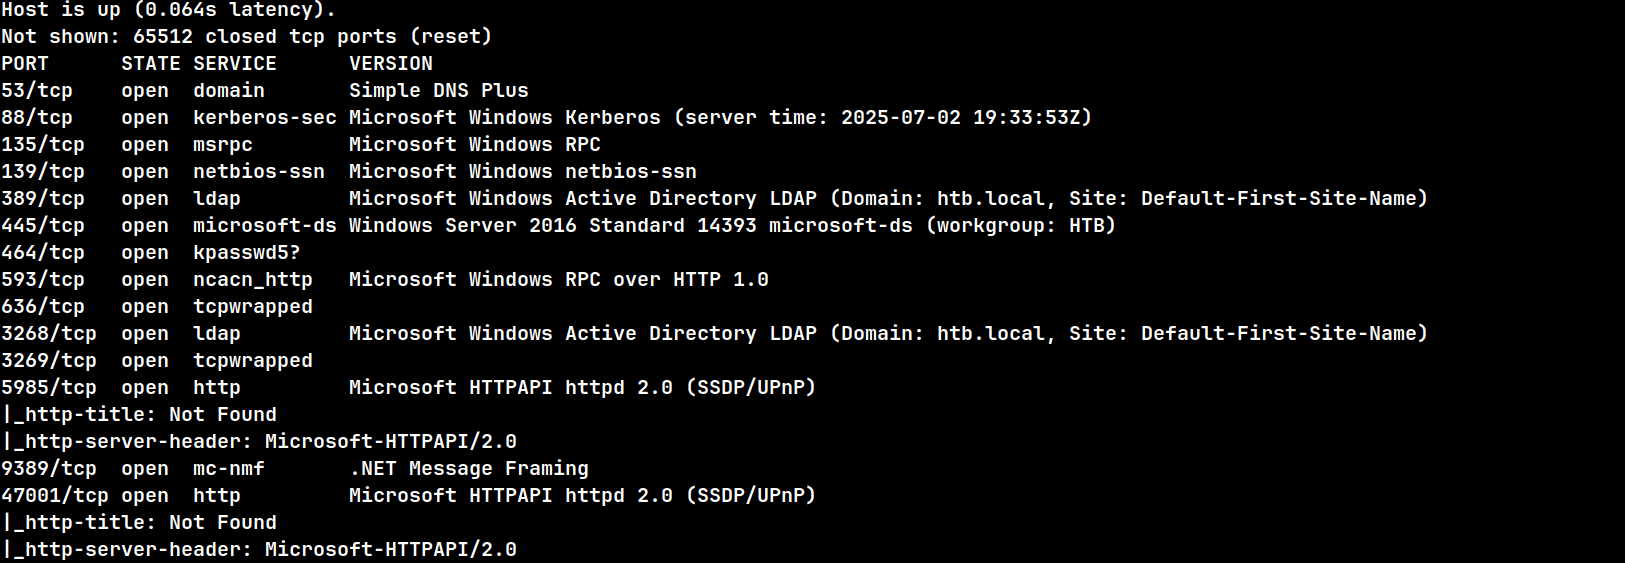 Host is up (0.064s latency).
Not shown: 65512 closed tcp ports (reset)
PORT      STATE SERVICE      VERSION
53/tcp    open  domain       Simple DNS Plus
88/tcp    open  kerberos-sec Microsoft Windows Kerberos (server time: 2025-07-02 19:33:53Z)
135/tcp   open  msrpc        Microsoft Windows RPC
139/tcp   open  netbios-ssn  Microsoft Windows netbios-ssn
389/tcp   open  ldap         Microsoft Windows Active Directory LDAP (Domain: htb.local, Site: Default-First-Site-Name)
445/tcp   open  microsoft-ds Windows Server 2016 Standard 14393 microsoft-ds (workgroup: HTB)
464/tcp   open  kpasswd5?
593/tcp   open  ncacn_http   Microsoft Windows RPC over HTTP 1.0
636/tcp   open  tcpwrapped
3268/tcp  open  ldap         Microsoft Windows Active Directory LDAP (Domain: htb.local, Site: Default-First-Site-Name)
3269/tcp  open  tcpwrapped
5985/tcp  open  http         Microsoft HTTPAPI httpd 2.0 (SSDP/UPnP)
|_http-title: Not Found
|_http-server-header: Microsoft-HTTPAPI/2.0
9389/tcp  open  mc-nmf       .NET Message Framing
47001/tcp open  http         Microsoft HTTPAPI httpd 2.0 (SSDP/UPnP)
|_http-title: Not Found
|_http-server-header: Microsoft-HTTPAPI/2.0